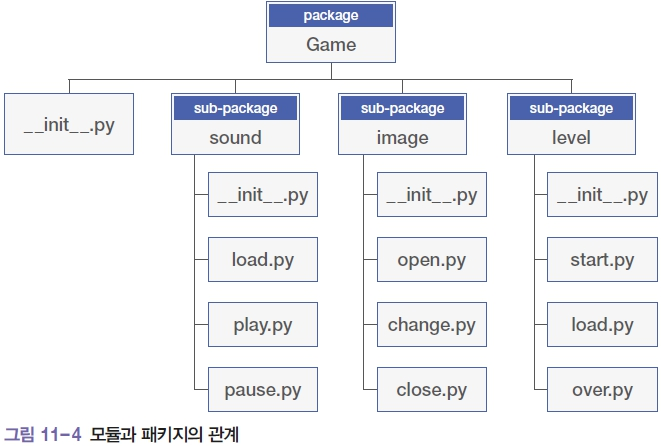 package
Game
__init__.py
sub-package
sound
sub-package
image
sub-package
level
__init__.py
__init__.py
__init__.py
load.py
open.py
start.py
play.py
change.py
load.py
pause.py
close.py
over.py
그림 11-4 모듈과 패키지의 관계